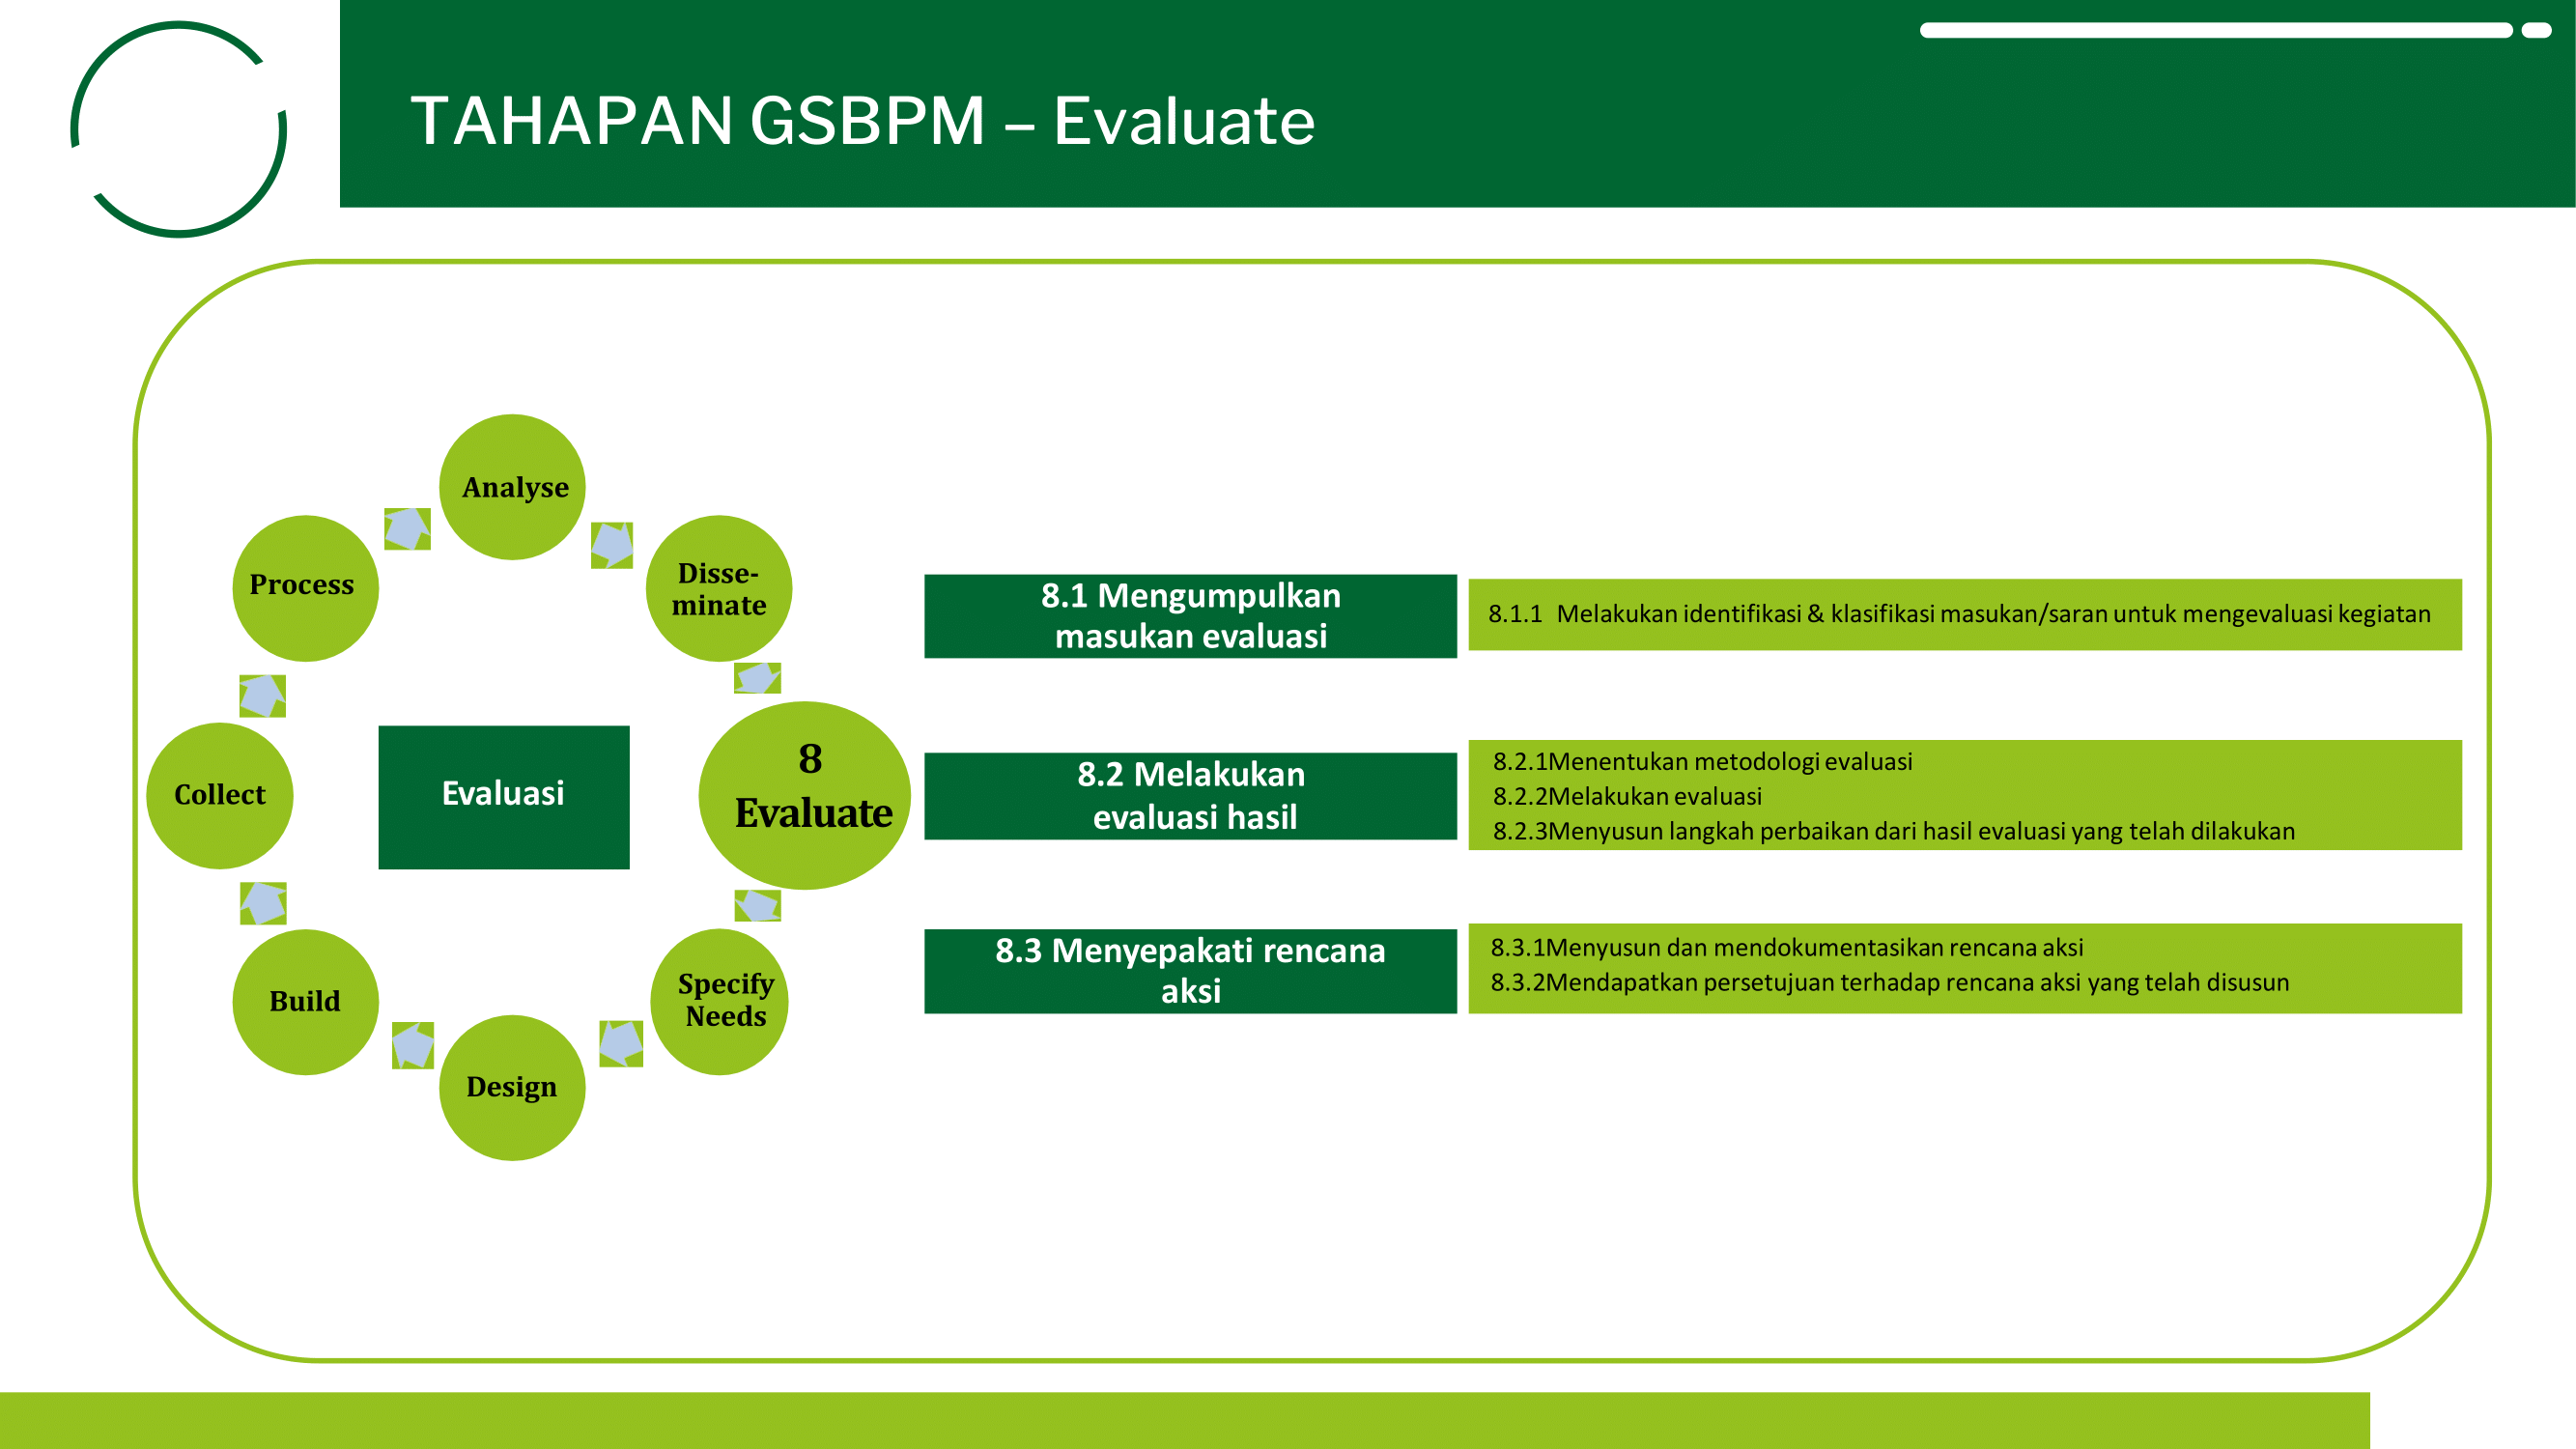 TAHAPAN GSBPM – Evaluate
Analyse
Process
Disse-
minate
Collect
Evaluasi
8
Evaluate
Build
Specify
Needs
Design
8.1 Mengumpulkan
masukan evaluasi
8.1.1 Melakukan identifikasi & klasifikasi masukan/saran untuk mengevaluasi kegiatan
8.2 Melakukan
evaluasi hasil
8.2.1Menentukan metodologi evaluasi
8.2.2Melakukan evaluasi
8.2.3Menyusun langkah perbaikan dari hasil evaluasi yang telah dilakukan
8.3 Menyepakati rencana
aksi
8.3.1Menyusun dan mendokumentasikan rencana aksi
8.3.2Mendapatkan persetujuan terhadap rencana aksi yang telah disusun